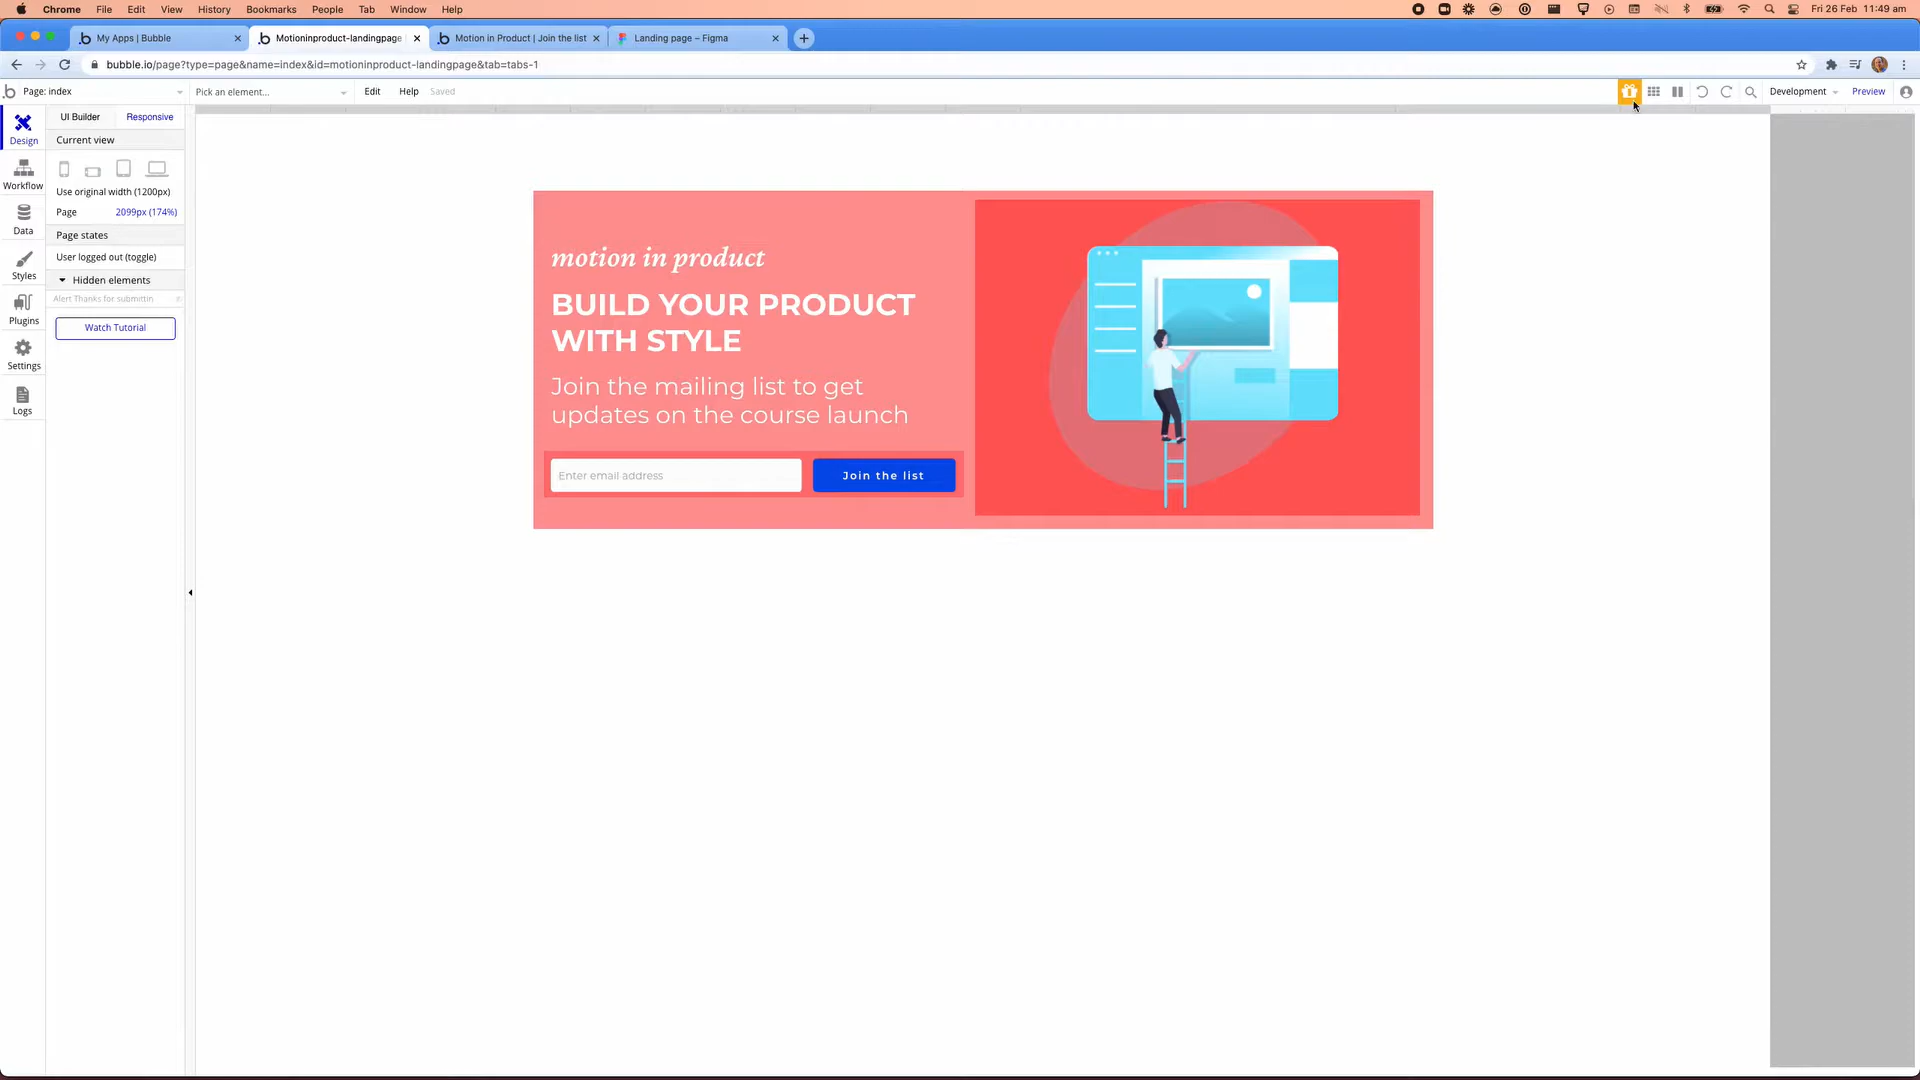 Chrome File Edit View History Bookmarks People Tab Window Help Fri 26 Feb 11:49 am
My Apps | Bubble Motioninproduct-landingpage Motion in Product | Join the list Landing page – Figma
bubble.io/page?type=page&name=index&id=motioninproduct-landingpage&tab=tabs-1
Page: index Pick an element... Edit Help Saved Development Preview
UI Builder Responsive
Design
Current view
Workflow
Use original width (1200px)
Page 2099px (174%)
Data
Page states
User logged out (toggle)
Styles
Hidden elements
Alert Thanks for submittin
Plugins
Watch Tutorial
Settings
Logs
motion in product
BUILD YOUR PRODUCT
WITH STYLE
Join the mailing list to get
updates on the course launch
Enter email address Join the list